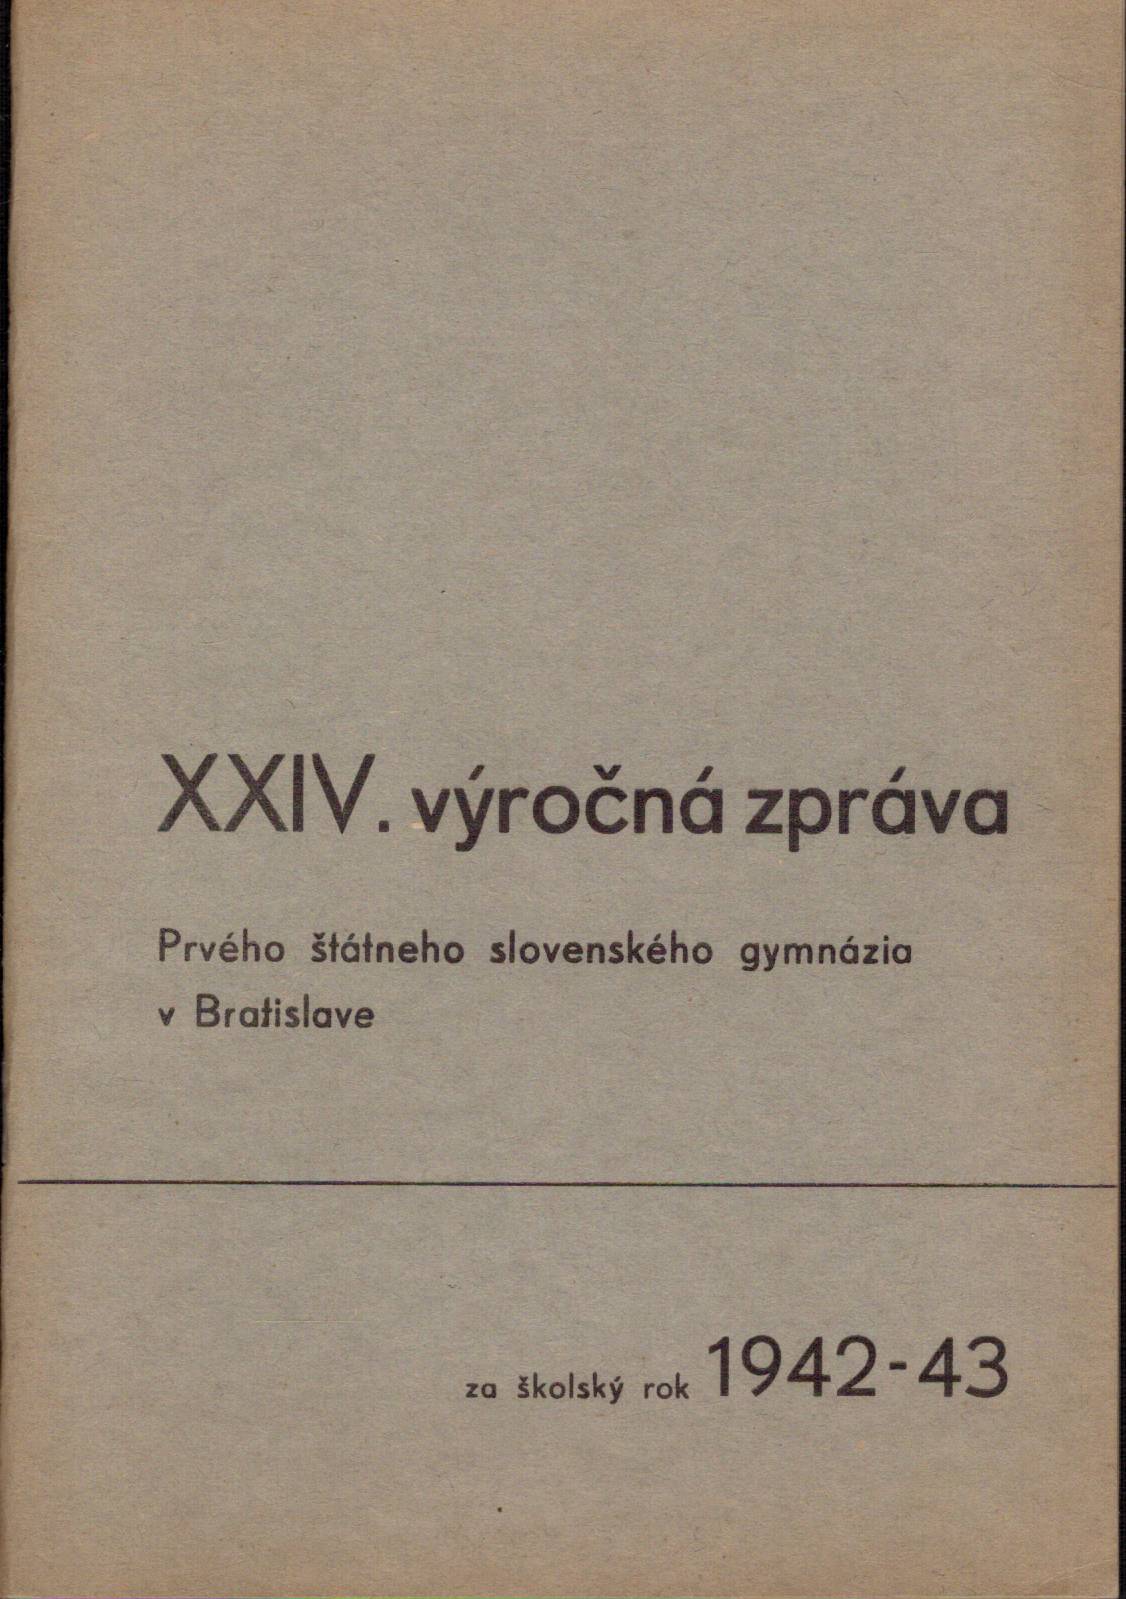 XXIV. výročná zpráva
Prvého štátneho slovenského gymnázia
v Bratislave
za školský rok 1942-43